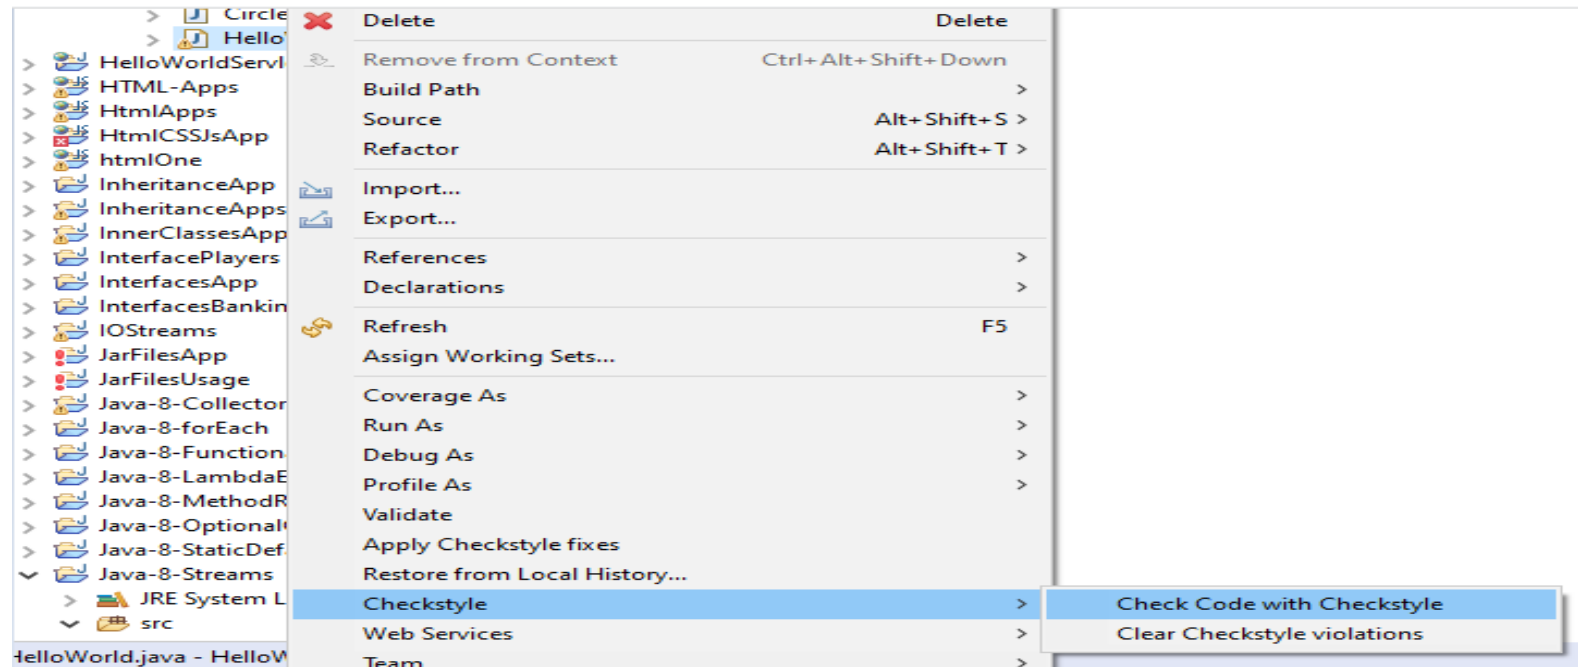 Circle
Hello
HelloWorldServl
HTML-Apps
HtmlApps
HtmlCSSJsApp
htmlOne
InheritanceApp
InheritanceApps
InnerClassesApp
InterfacePlayers
InterfacesApp
InterfacesBankin
IOStreams
JarFilesApp
JarFilesUsage
Java-8-Collector
Java-8-forEach
Java-8-Function
Java-8-LambdaE
Java-8-MethodR
Java-8-Optional
Java-8-StaticDef
Java-8-Streams
JRE System L
src
HelloWorld.java - HelloW
Delete Delete
Remove from Context Ctrl+Alt+Shift+Down
Build Path >
Source Alt+Shift+S >
Refactor Alt+Shift+T >
Import...
Export...
References >
Declarations >
Refresh F5
Assign Working Sets...
Coverage As >
Run As >
Debug As >
Profile As >
Validate
Apply Checkstyle fixes
Restore from Local History...
Checkstyle >
Web Services >
Team >
Check Code with Checkstyle
Clear Checkstyle violations